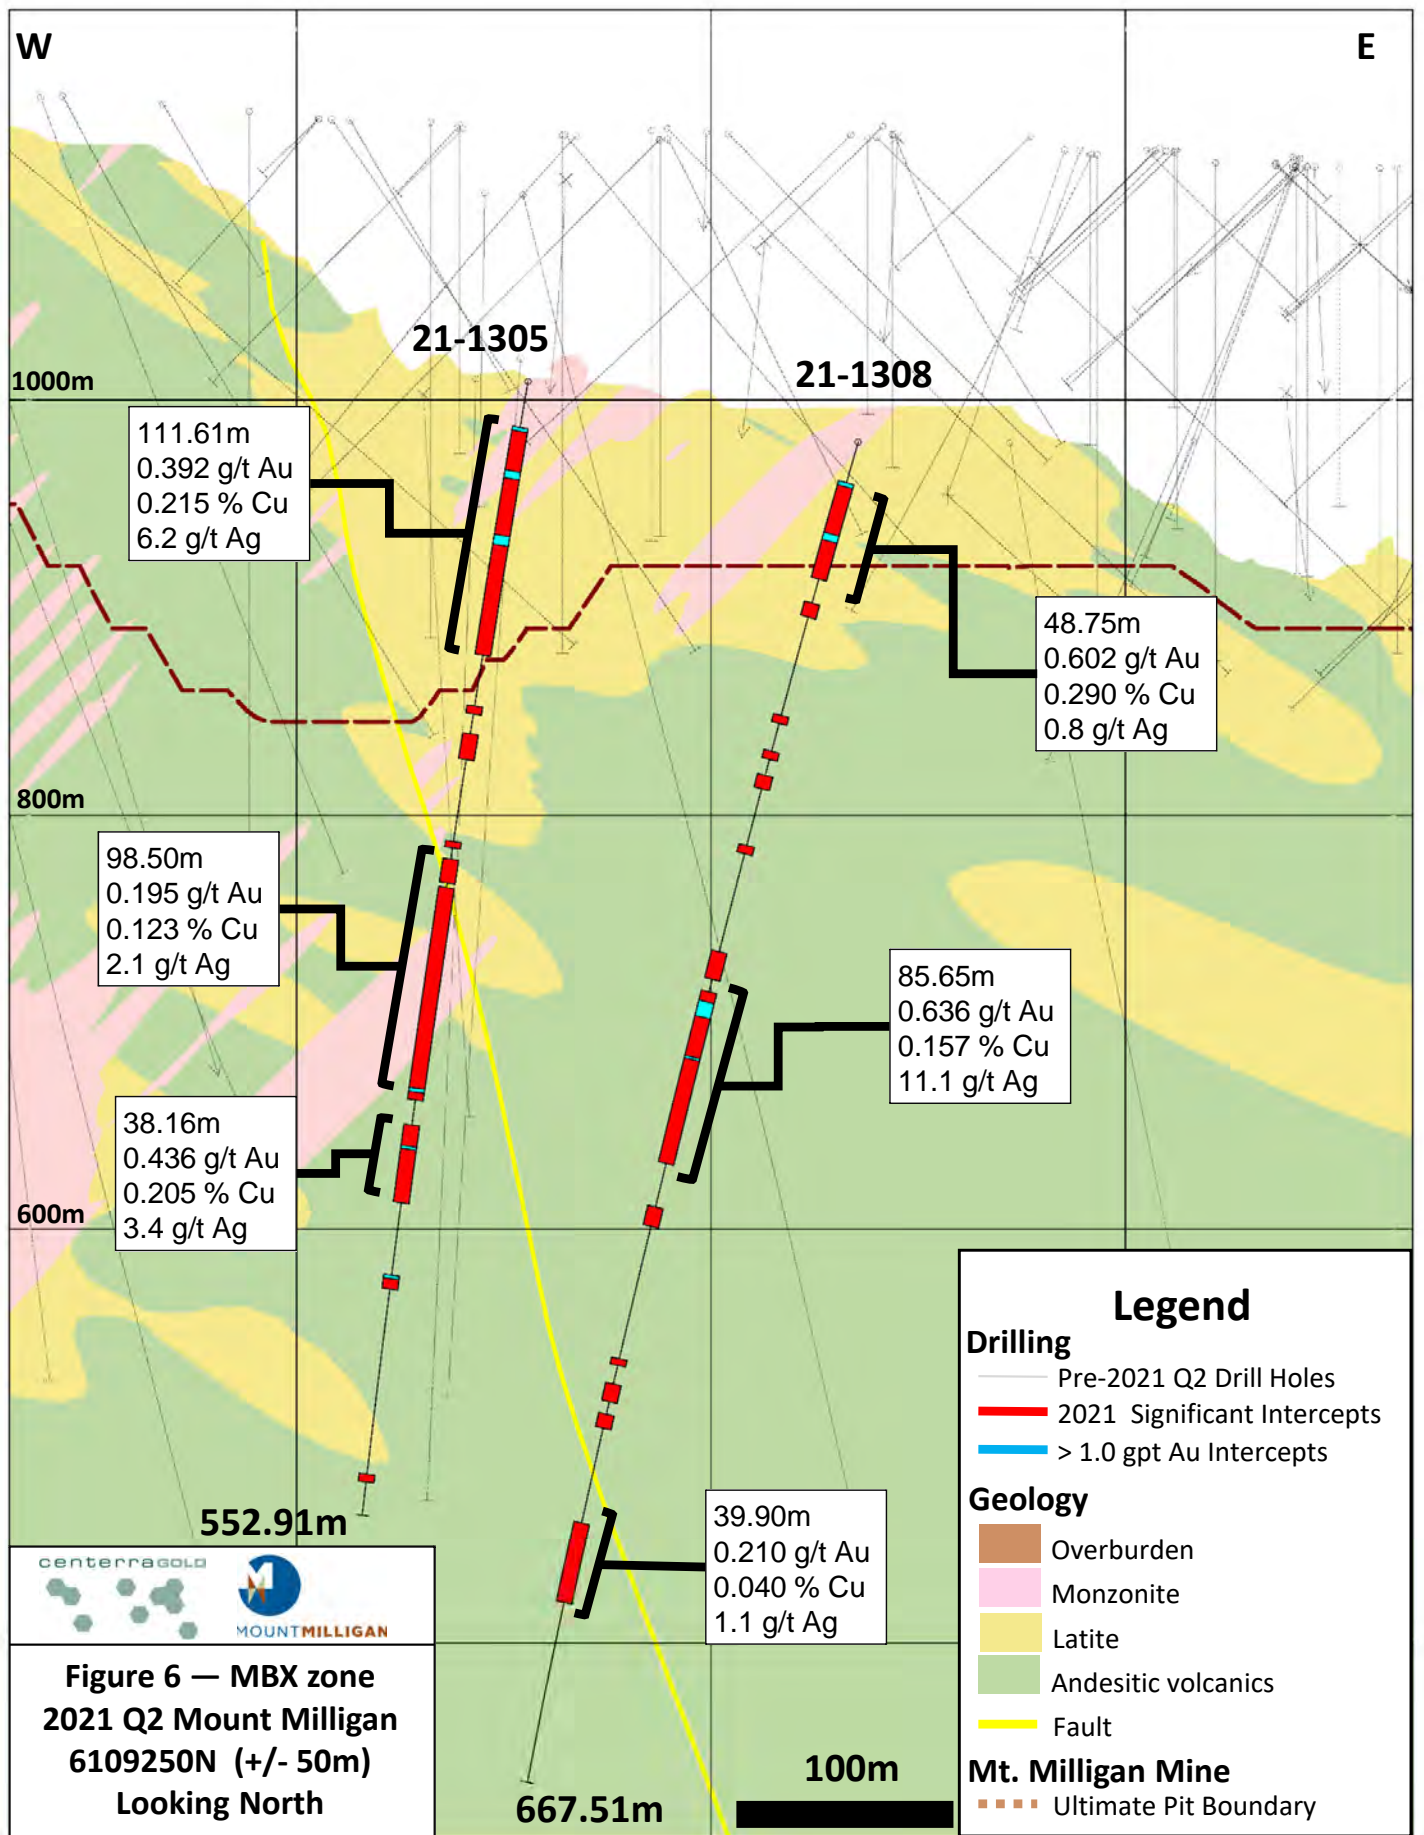 W
E
21-1305
21-1308
1000m
111.61m
0.392 g/t Au
0.215 % Cu
6.2 g/t Ag
48.75m
0.602 g/t Au
0.290 % Cu
0.8 g/t Ag
800m
98.50m
0.195 g/t Au
0.123 % Cu
2.1 g/t Ag
85.65m
0.636 g/t Au
0.157 % Cu
11.1 g/t Ag
38.16m
0.436 g/t Au
0.205 % Cu
3.4 g/t Ag
600m
552.91m
39.90m
0.210 g/t Au
0.040 % Cu
1.1 g/t Ag
667.51m
100m
centerraGOLD
MOUNTMILLIGAN
Figure 6 — MBX zone
2021 Q2 Mount Milligan
6109250N (+/- 50m)
Looking North
Legend
Drilling
Pre-2021 Q2 Drill Holes
2021 Significant Intercepts
> 1.0 gpt Au Intercepts
Geology
Overburden
Monzonite
Latite
Andesitic volcanics
Fault
Mt. Milligan Mine
Ultimate Pit Boundary